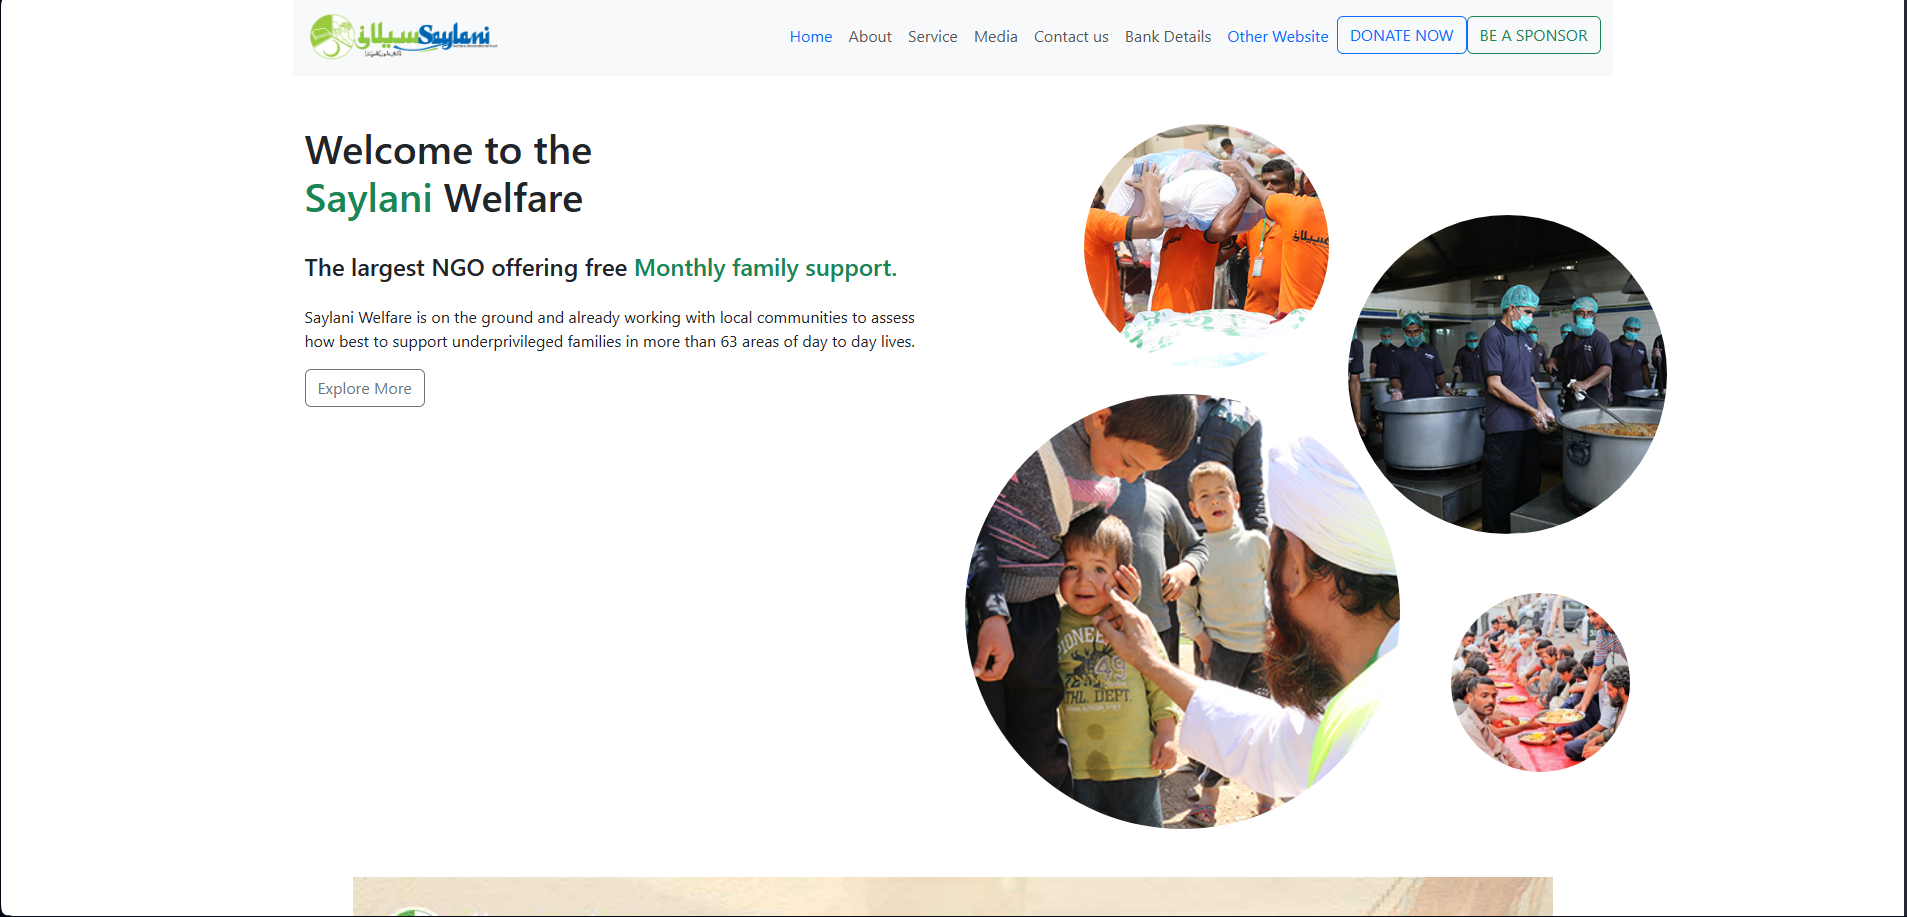 سیلانی Saylani
Home About Service Media Contact us Bank Details Other Website DONATE NOW BE A SPONSOR
Welcome to the
Saylani Welfare
The largest NGO offering free Monthly family support.
Saylani Welfare is on the ground and already working with local communities to assess
how best to support underprivileged families in more than 63 areas of day to day lives.
Explore More
سیلانی
PIONEE
49
THL. DEPT.